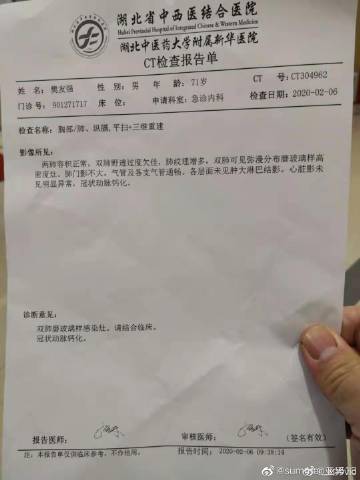 湖北省中西医结合医院
Hubei Provincial Hospital of Integrated Chinese & Western Medicine
湖北中医药大学附属新华医院
CT检查报告单
姓 名：樊友强 性 别：男 年 龄：71岁 CT 号：CT304962
门诊号：901271717 床 位： 申请科室：急诊内科 检查日期：2020-02-06
检查名称：胸部/肺、纵膈,平扫+三维重建
影像所见：
两肺容积正常，双肺野透过度欠佳，肺纹理增多，双肺可见弥漫分布磨玻璃样高
密度灶，肺门影不大，气管及各支气管通畅，各层面未见肿大淋巴结影。心脏影未
见明显异常，冠状动脉钙化。
诊断意见：
双肺磨玻璃样感染灶，请结合临床。
冠状动脉钙化。
报告医师： 审核医师： （签名有效）
注：本报告单仅供临床参考，不作他用。 报告时间：2020-02-06 09:38:14